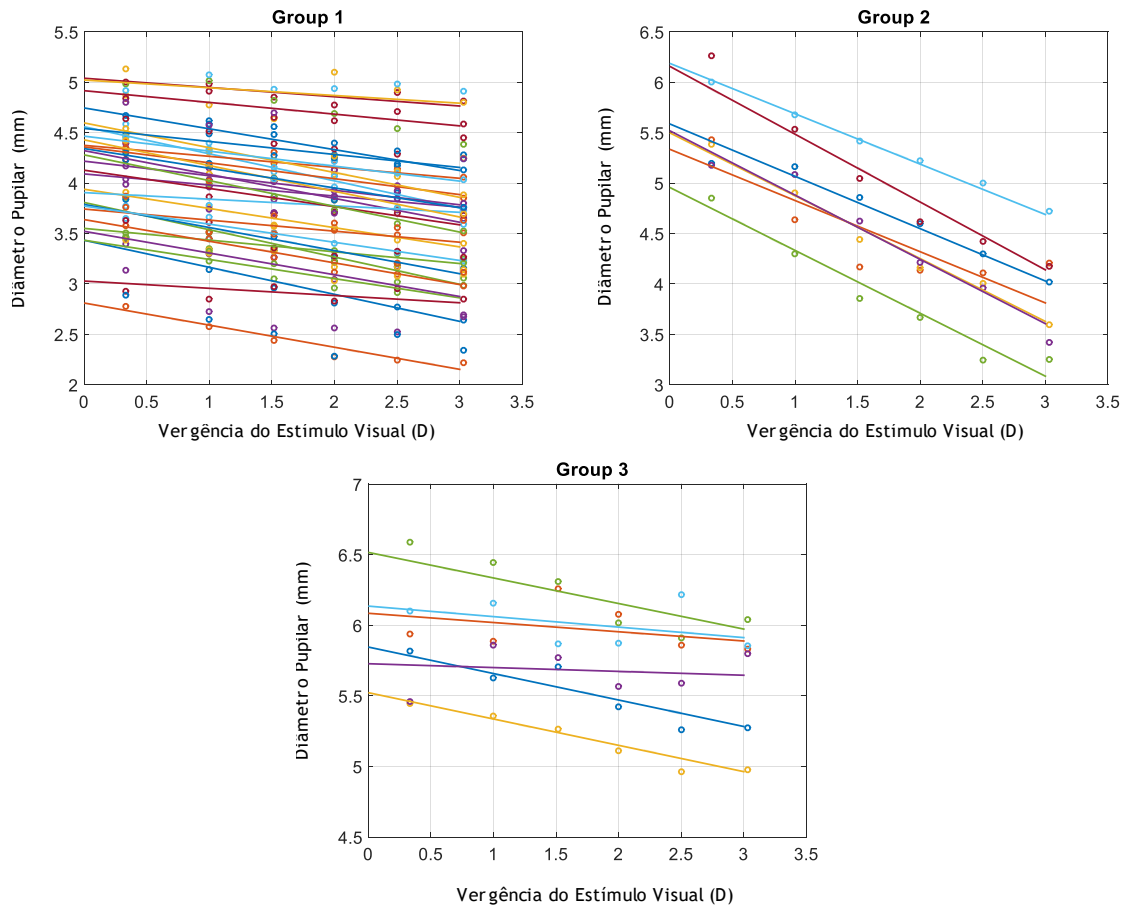 Group 1
5.5
5
4.5
4
3.5
3
2.5
2
0 0.5 1 1.5 2 2.5 3 3.5
Diâmetro Pupilar (mm)
Vergência do Estimulo Visual (D)
Group 2
6.5
6
5.5
5
4.5
4
3.5
3
0 0.5 1 1.5 2 2.5 3 3.5
Diâmetro Pupilar (mm)
Vergência do Estimulo Visual (D)
Group 3
7
6.5
6
5.5
5
4.5
0 0.5 1 1.5 2 2.5 3 3.5
Diâmetro Pupilar (mm)
Vergência do Estímulo Visual (D)